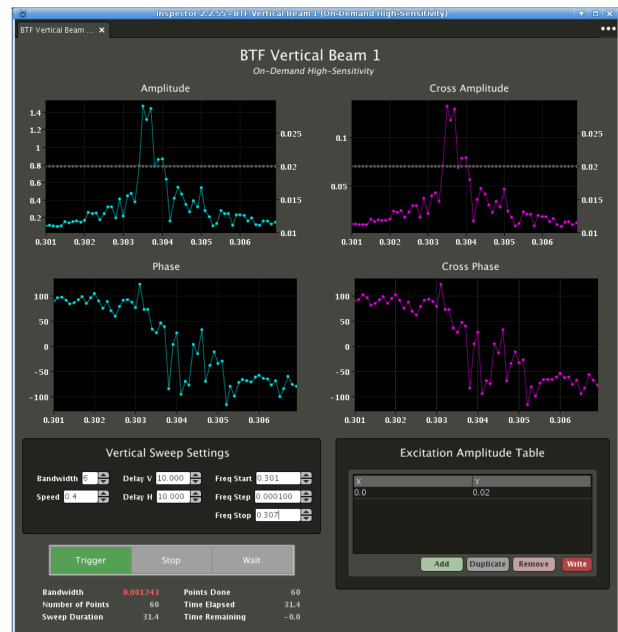 Inspector 2.2.55 - BTF Vertical Beam 1 (On-Demand High-Sensitivity)
BTF Vertical Beam ...
BTF Vertical Beam 1
On-Demand High-Sensitivity
Amplitude
Cross Amplitude
1.4
1.2
1
0.8
0.6
0.4
0.2
0.025
0.02
0.015
0.01
0.1
0.05
0.025
0.02
0.015
0.01
0.301 0.302 0.303 0.304 0.305 0.306
0.301 0.302 0.303 0.304 0.305 0.306
Phase
Cross Phase
100
50
0
-50
-100
100
50
0
-50
-100
0.301 0.302 0.303 0.304 0.305 0.306
0.301 0.302 0.303 0.304 0.305 0.306
Vertical Sweep Settings
Bandwidth 6 Delay V 10.000 Freq Start 0.301
Speed 0.4 Delay H 10.000 Freq Step 0.000100
Freq Stop 0.307
Excitation Amplitude Table
X Y
0.0 0.02
Add Duplicate Remove Write
Trigger Stop Wait
Bandwidth 0.001243 Points Done 60
Number of Points 60 Time Elapsed 31.4
Sweep Duration 31.4 Time Remaining -0.0